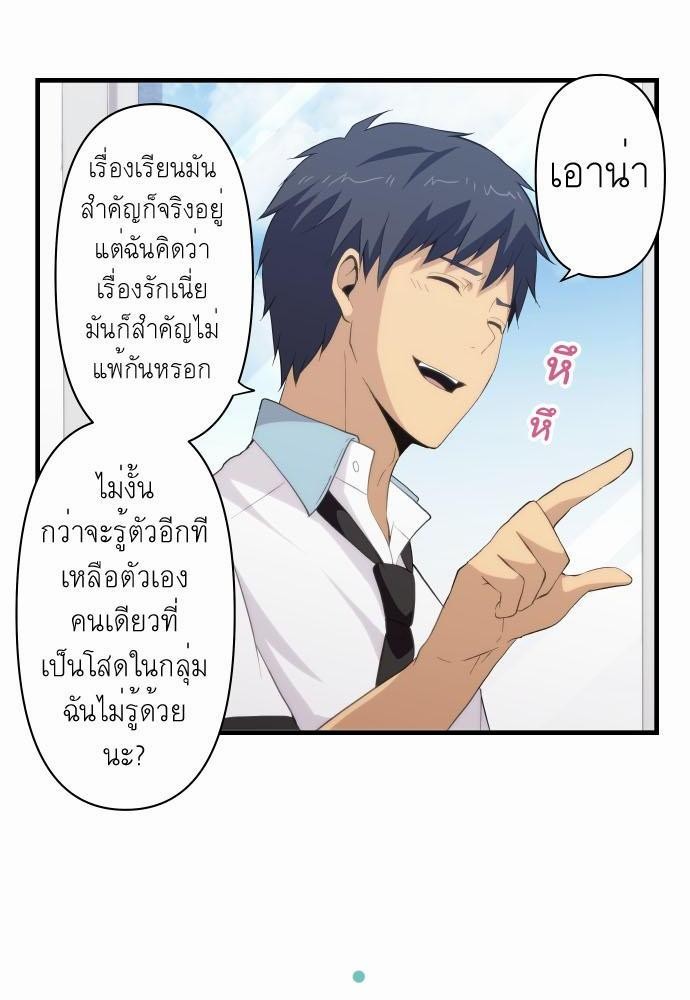 เอาน่า
เรื่องเรียนมัน
สำคัญก็จริงอยู่
แต่ฉันคิดว่า
เรื่องรักเนี่ย
มันก็สำคัญไม่
แพ้กันหรอก
หึ
หึ
ไม่งั้น
กว่าจะรู้ตัวอีกที
เหลือตัวเอง
คนเดียวที่
เป็นโสดในกลุ่ม
ฉันไม่รู้ด้วย
นะ?